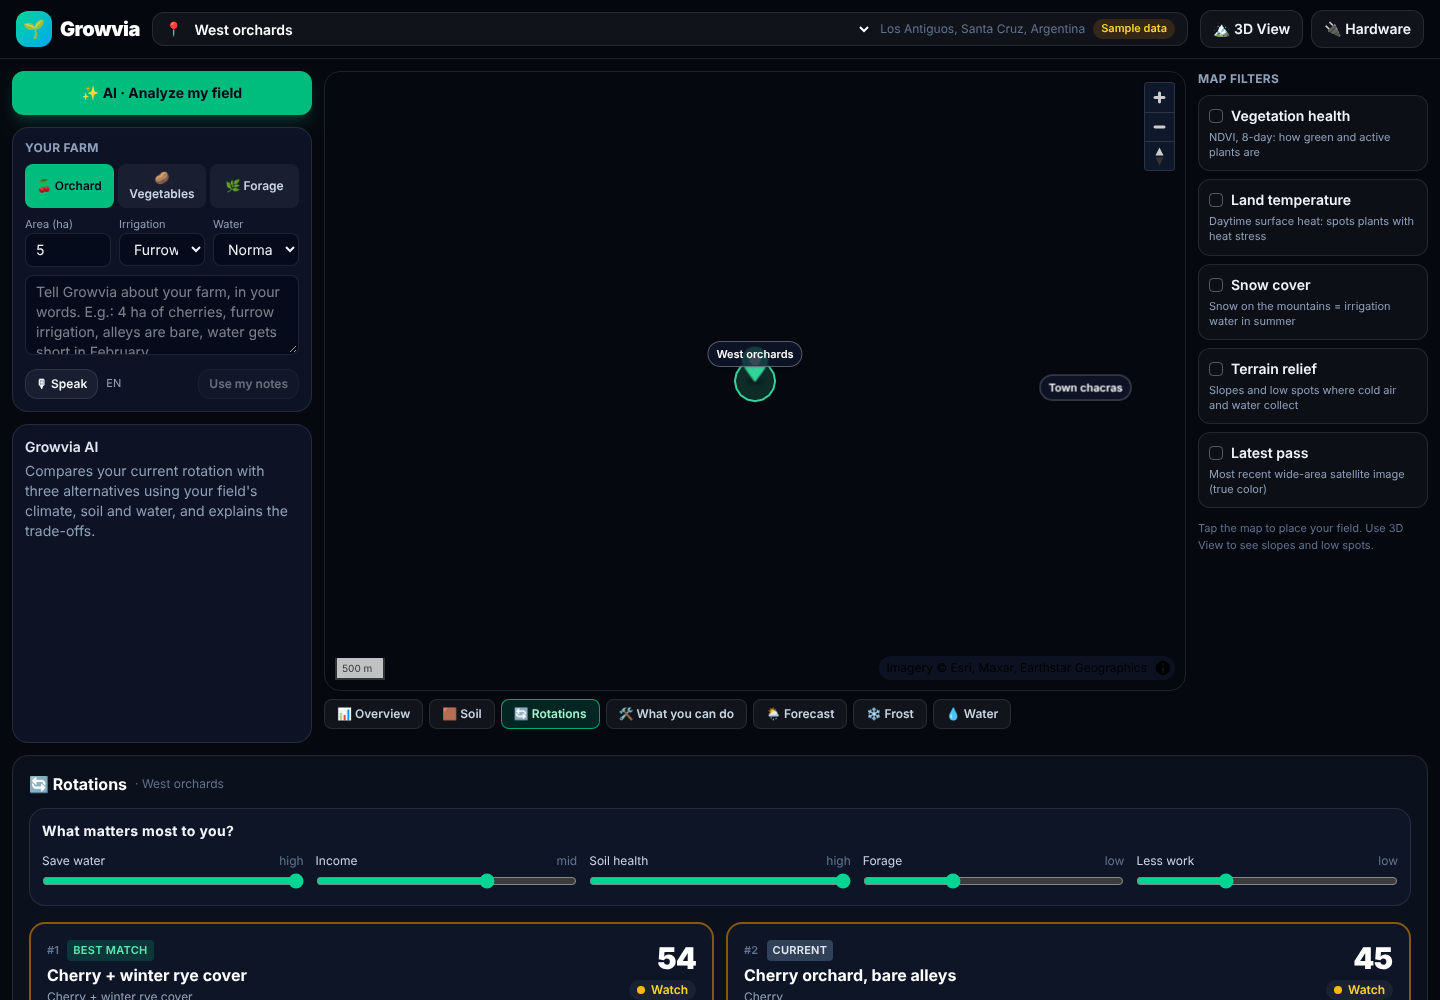 Growvia
West orchards
Los Antiguos, Santa Cruz, Argentina
Sample data
3D View
Hardware
AI · Analyze my field
YOUR FARM
Orchard
Vegetables
Forage
Area (ha)
Irrigation
Water
5
Furrow
Norma
Tell Growvia about your farm, in your
words. E.g.: 4 ha of cherries, furrow
irrigation, alleys are bare, water gets
short in February
Speak
EN
Use my notes
Growvia AI
Compares your current rotation with
three alternatives using your field's
climate, soil and water, and explains the
trade-offs.
West orchards
Town chacras
500 m
Imagery © Esri, Maxar, Earthstar Geographics
MAP FILTERS
Vegetation health
NDVI, 8-day: how green and active
plants are
Land temperature
Daytime surface heat: spots plants with
heat stress
Snow cover
Snow on the mountains = irrigation
water in summer
Terrain relief
Slopes and low spots where cold air
and water collect
Latest pass
Most recent wide-area satellite image
(true color)
Tap the map to place your field. Use 3D
View to see slopes and low spots.
Overview
Soil
Rotations
What you can do
Forecast
Frost
Water
Rotations
· West orchards
What matters most to you?
Save water
high
Income
mid
Soil health
high
Forage
low
Less work
low
#1
BEST MATCH
54
Cherry + winter rye cover
Watch
Cherry + winter rye cover
#2
CURRENT
45
Cherry orchard, bare alleys
Watch
Cherry